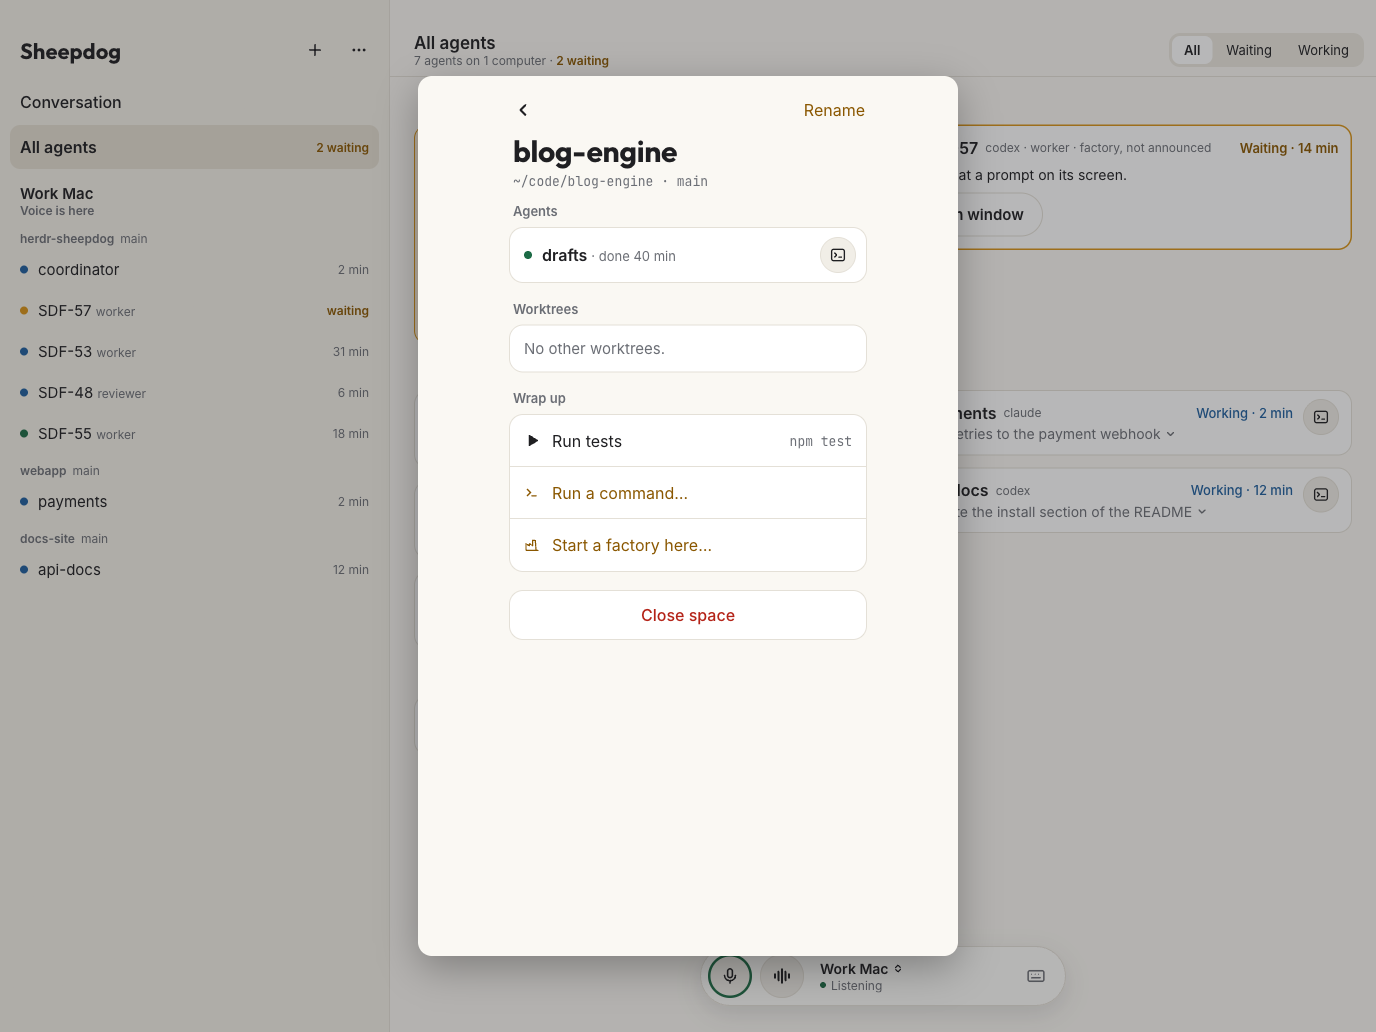 Sheepdog
Conversation
All agents 2 waiting
Work Mac
Voice is here
herdr-sheepdog main
coordinator 2 min
SDF-57 worker waiting
SDF-53 worker 31 min
SDF-48 reviewer 6 min
SDF-55 worker 18 min
webapp main
payments 2 min
docs-site main
api-docs 12 min
All agents
7 agents on 1 computer · 2 waiting
All Waiting Working
57 codex · worker · factory, not announced Waiting · 14 min
at a prompt on its screen.
window
claude Working · 2 min
to the payment webhook
codex Working · 12 min
the install section of the README
Rename
blog-engine
~/code/blog-engine · main
Agents
drafts · done 40 min
Worktrees
No other worktrees.
Wrap up
Run tests npm test
Run a command...
Start a factory here...
Close space
Work Mac
Listening